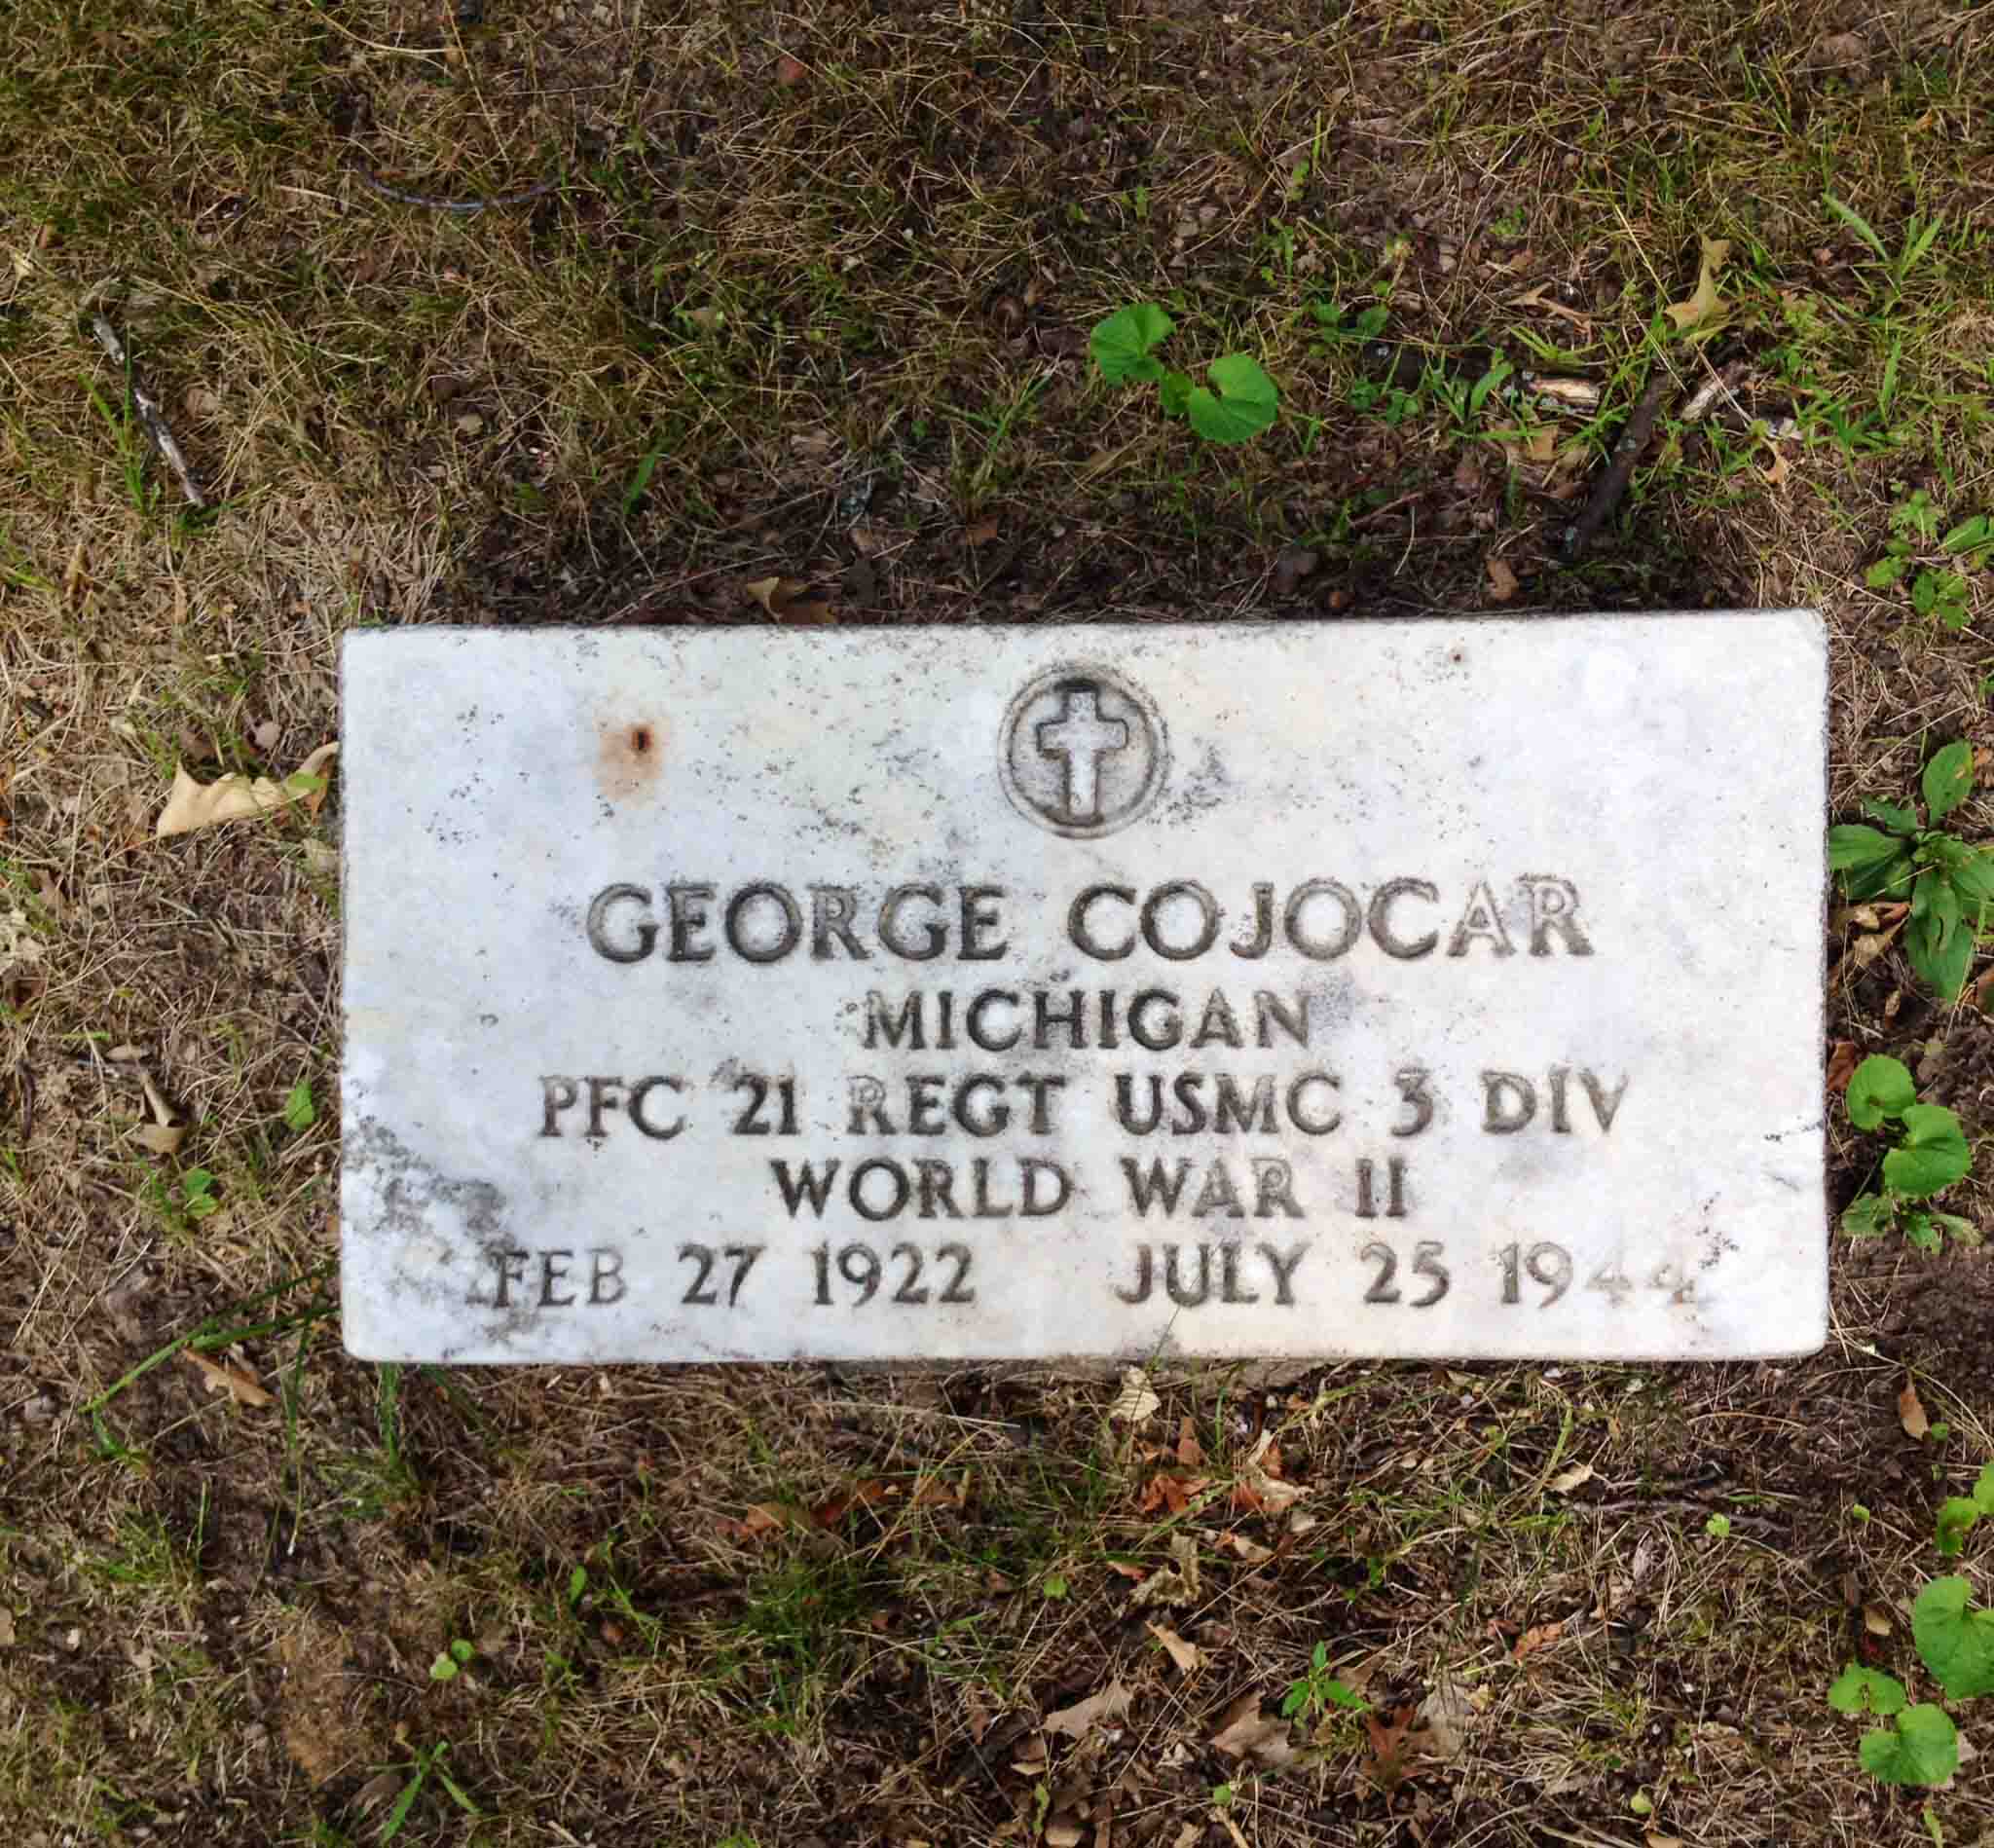 GEORGE COJOCAR
MICHIGAN
PFC 21 REGT USMC 3 DIV
WORLD WAR II
FEB 27 1922 JULY 25 1944